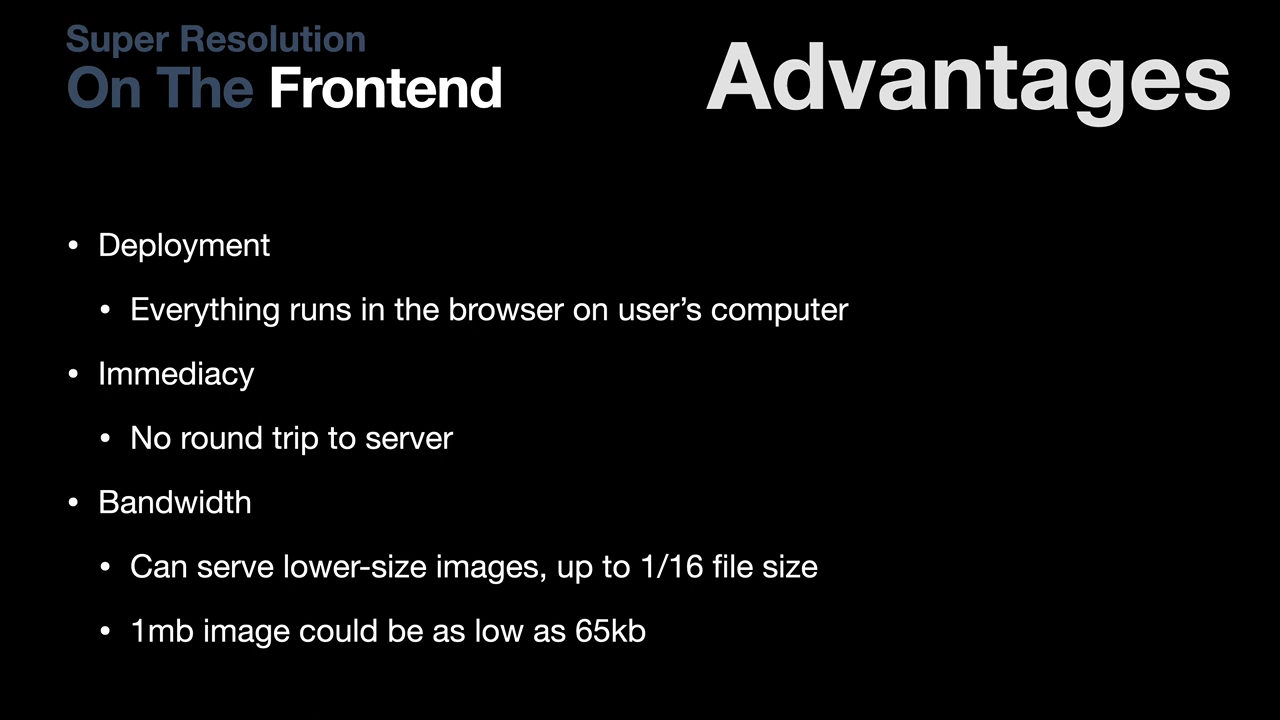 Super Resolution
On The Frontend
Advantages
• Deployment
• Everything runs in the browser on user’s computer
• Immediacy
• No round trip to server
• Bandwidth
• Can serve lower-size images, up to 1/16 file size
• 1mb image could be as low as 65kb